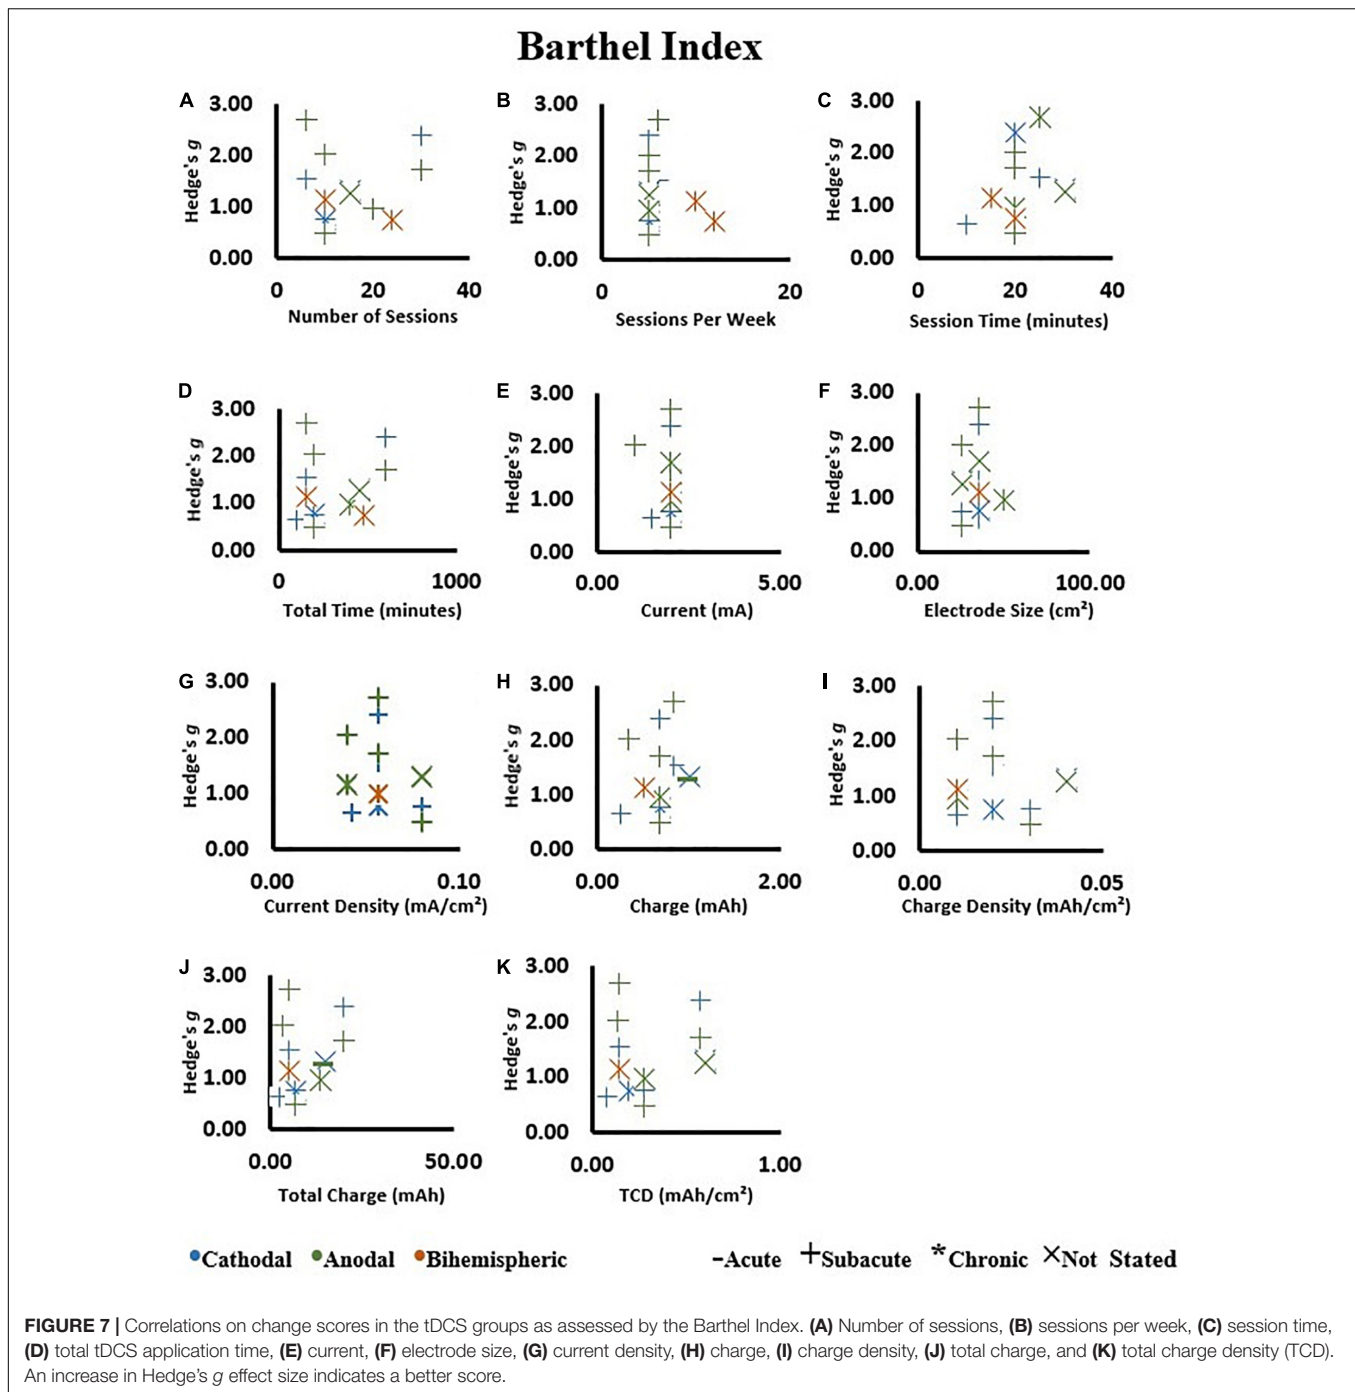 Barthel Index
A
3.00
2.00
1.00
0.00
Hedge's g
0
20
40
Number of Sessions
B
3.00
2.00
1.00
0.00
Hedge's g
0
20
Sessions Per Week
C
3.00
2.00
1.00
0.00
Hedge's g
0
20
40
Session Time (minutes)
D
3.00
2.00
1.00
0.00
Hedge's g
0
1000
Total Time (minutes)
E
3.00
2.00
1.00
0.00
Hedge's g
0.00
5.00
Current (mA)
F
3.00
2.00
1.00
0.00
Hedge's g
0.00
100.00
Electrode Size (cm²)
G
3.00
2.00
1.00
0.00
Hedge's g
0.00
0.10
Current Density (mA/cm²)
H
3.00
2.00
1.00
0.00
Hedge's g
0.00
2.00
Charge (mAh)
I
3.00
2.00
1.00
0.00
Hedge's g
0.00
0.05
Charge Density (mAh/cm²)
J
3.00
2.00
1.00
0.00
Hedge's g
0.00
50.00
Total Charge (mAh)
K
3.00
2.00
1.00
0.00
Hedge's g
0.00
1.00
TCD (mAh/cm²)
Cathodal Anodal Bihemispheric Acute Subacute Chronic Not Stated
FIGURE 7 | Correlations on change scores in the tDCS groups as assessed by the Barthel Index. (A) Number of sessions, (B) sessions per week, (C) session time,
(D) total tDCS application time, (E) current, (F) electrode size, (G) current density, (H) charge, (I) charge density, (J) total charge, and (K) total charge density (TCD).
An increase in Hedge's g effect size indicates a better score.